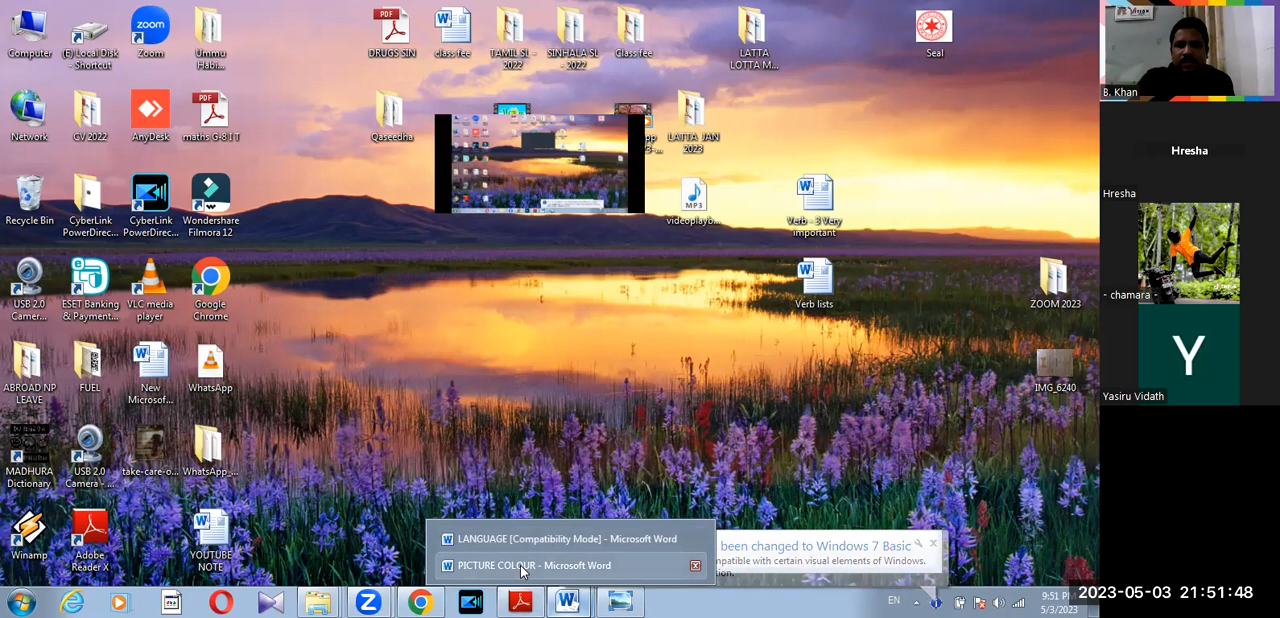 Computer
(E) Local Disk
- Shortcut
Zoom
zoom
Ummu
Habi...
PDF
DRUGS SIN
class fee
TAMIL SL -
2022
SINHALA SL
- 2022
Class fee
LATTA
LOTTA M...
Seal
Network
CV 2022
AnyDesk
PDF
maths G-8 I T
Qaseedha
LATTA JAN
2023
Recycle Bin
CyberLink
PowerDirec...
CyberLink
PowerDirec...
Wondershare
Filmora 12
MP3
videoplayb...
Verb - 3 Very
important
USB 2.0
Camer...
ESET Banking
& Payment...
VLC media
player
Google
Chrome
Verb lists
ZOOM 2023
ABROAD NP
LEAVE
FUEL
New
Microsof...
WhatsApp
IMG_6240
MADHURA
Dictionary
USB 2.0
Camera - ...
take-care-o...
WhatsApp_...
Winamp
Adobe
Reader X
YOUTUBE
NOTE
LANGUAGE [Compatibility Mode] - Microsoft Word
PICTURE COLOUR - Microsoft Word
been changed to Windows 7 Basic
mpatible with certain visual elements of Windows.
EN
9:51 PM
5/3/2023
2023-05-03 21:51:48
B. Khan
Hresha
Hresha
- chamara -
Y
Yasiru Vidath